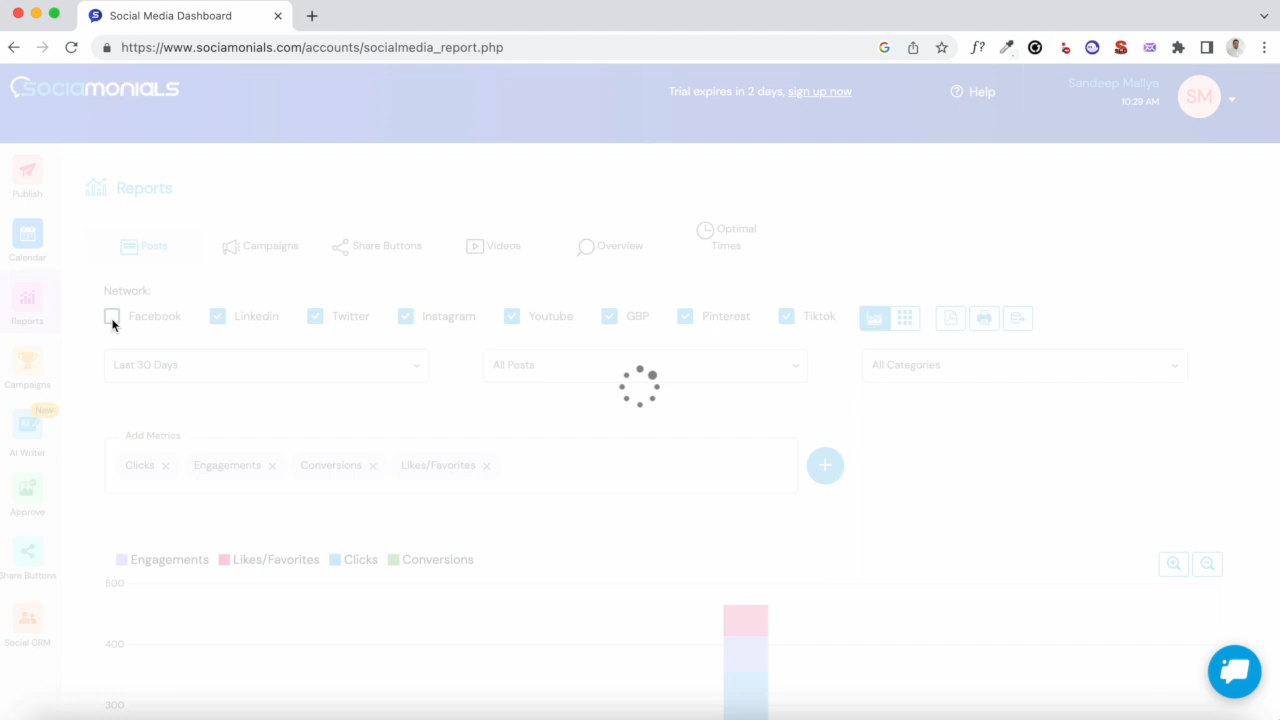 Social Media Dashboard
https://www.sociamonials.com/accounts/socialmedia_report.php
SOCIAMONIALS
Trial expires in 2 days, sign up now
Help
Sandeep Mallya
10:29 AM
SM
Publish
Calendar
Reports
Campaigns
New
AI Writer
Approve
Share Buttons
Social CRM
Reports
Posts
Campaigns
Share Buttons
Videos
Overview
Optimal
Times
Network:
Facebook
Linkedin
Twitter
Instagram
Youtube
GBP
Pinterest
Tiktok
Last 30 Days
All Posts
All Categories
Add Metrics
Clicks
Engagements
Conversions
Likes/Favorites
Engagements
Likes/Favorites
Clicks
Conversions
500
400
300